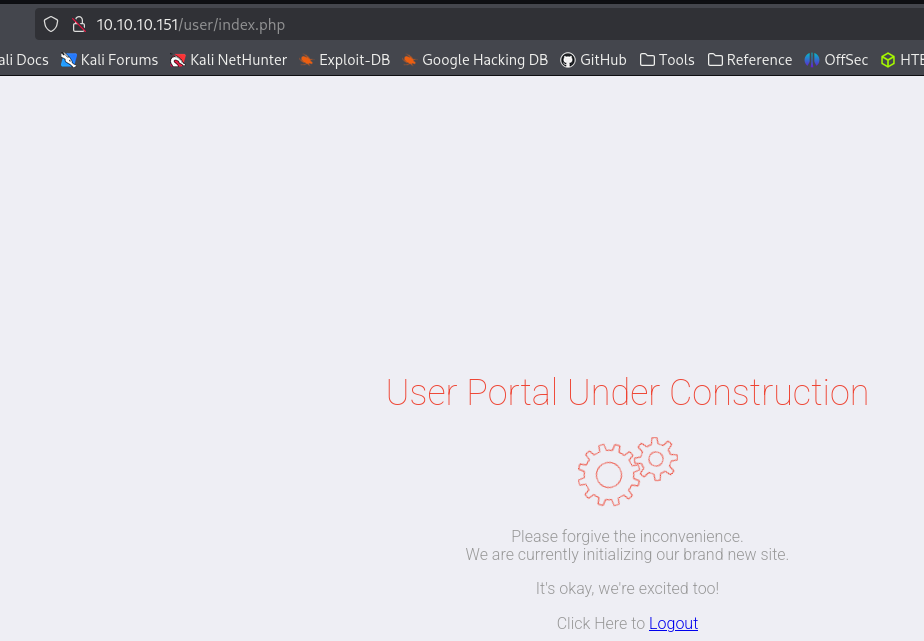 10.10.10.151/user/index.php
ali Docs Kali Forums Kali NetHunter Exploit-DB Google Hacking DB GitHub Tools Reference OffSec HTB
User Portal Under Construction
Please forgive the inconvenience.
We are currently initializing our brand new site.
It's okay, we're excited too!
Click Here to Logout